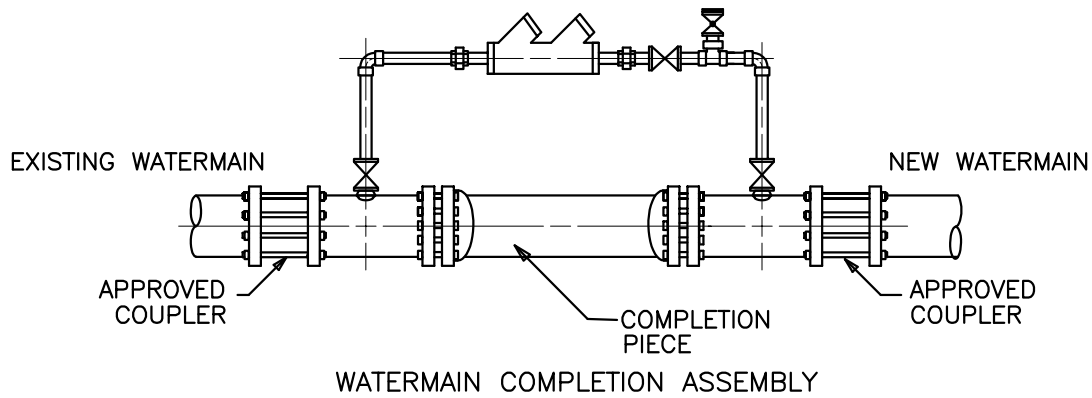 EXISTING WATERMAIN
NEW WATERMAIN
APPROVED
COUPLER
APPROVED
COUPLER
COMPLETION
PIECE
WATERMAIN COMPLETION ASSEMBLY